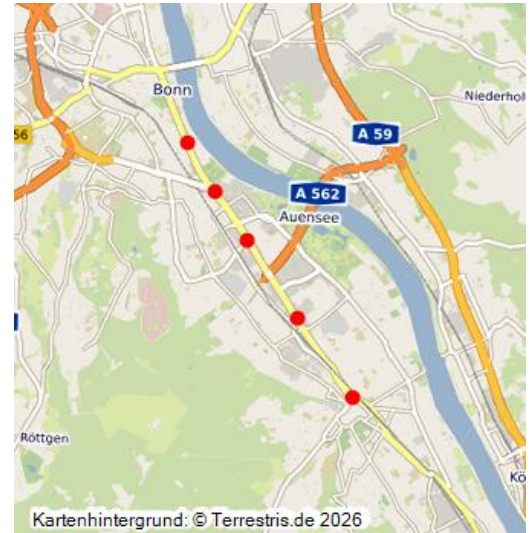 Bonn
Niederhol
56
A 59
A 562
Auensee
Röttgen
Kö
Kartenhintergrund: © Terrestris.de 2026